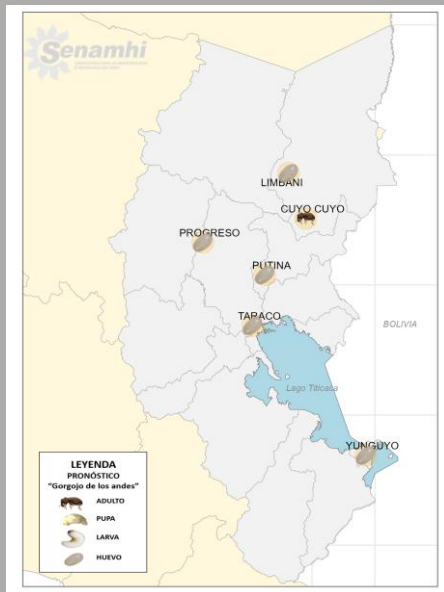 Senamhi
LIMBANI
CUYO CUYO
PROGRESO
PUTINA
TARACO
BOLIVIA
Lago Titicaca
YUNGUYO
LEYENDA
PRONÓSTICO
"Gorgojo de los andes"
ADULTO
PUPA
LARVA
HUEVO